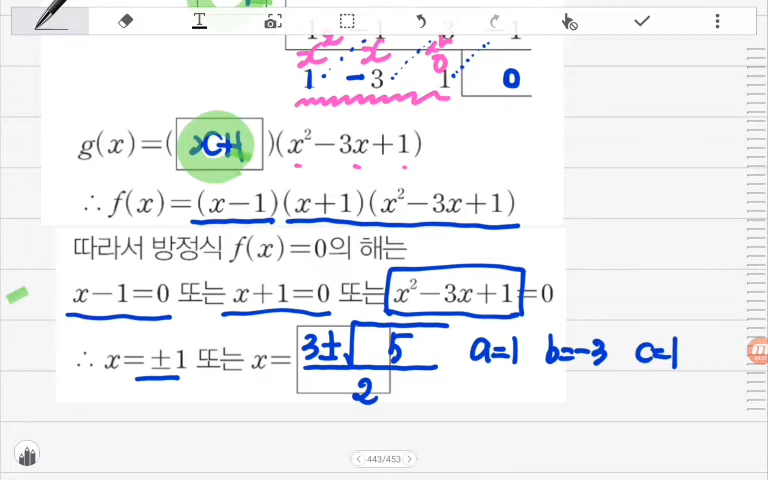 1 -3 1 0
g(x)=( x+1 )(x²-3x+1)
∴ f(x)=(x-1)(x+1)(x²-3x+1)
따라서 방정식 f(x)=0의 해는
x-1=0 또는 x+1=0 또는 x²-3x+1=0
∴ x=±1 또는 x= (3±√5)/2 a=1 b=-3 c=1
443/453